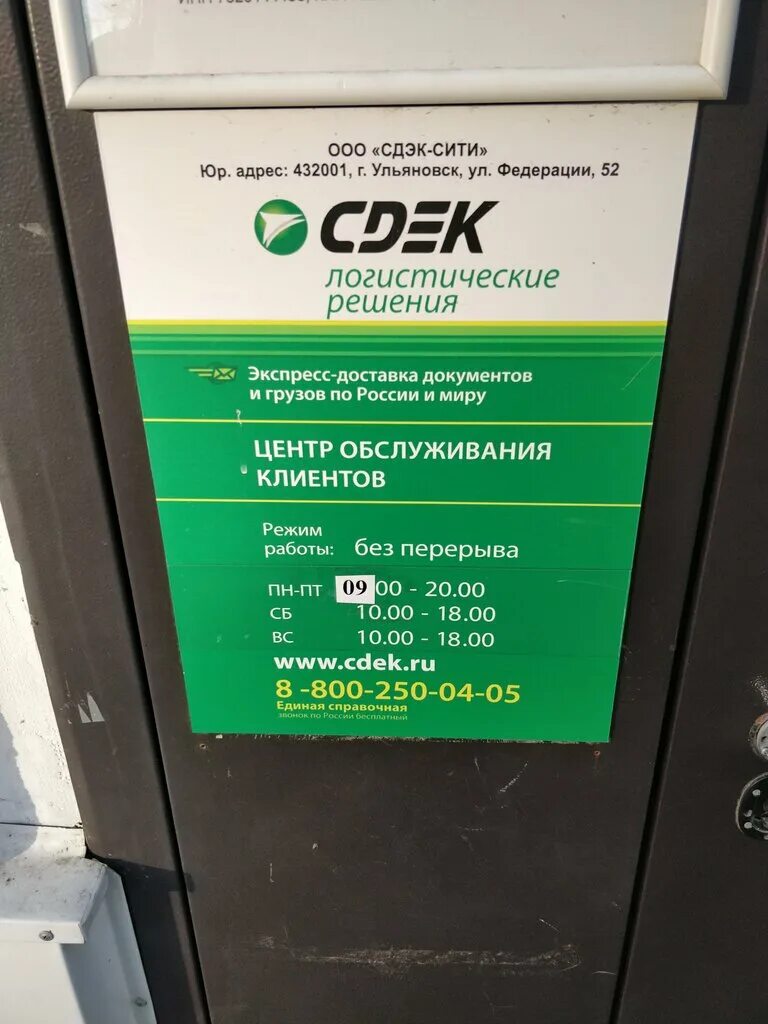 ООО «СДЭК-СИТИ»
Юр. адрес: 432001, г. Ульяновск, ул. Федерации, 52
CDEK
логистические
решения
Экспресс-доставка документов
и грузов по России и миру
ЦЕНТР ОБСЛУЖИВАНИЯ
КЛИЕНТОВ
Режим
работы: без перерыва
ПН-ПТ 09 00 - 20.00
СБ 10.00 - 18.00
ВС 10.00 - 18.00
www.cdek.ru
8 -800-250-04-05
Единая справочная
звонок по России бесплатный